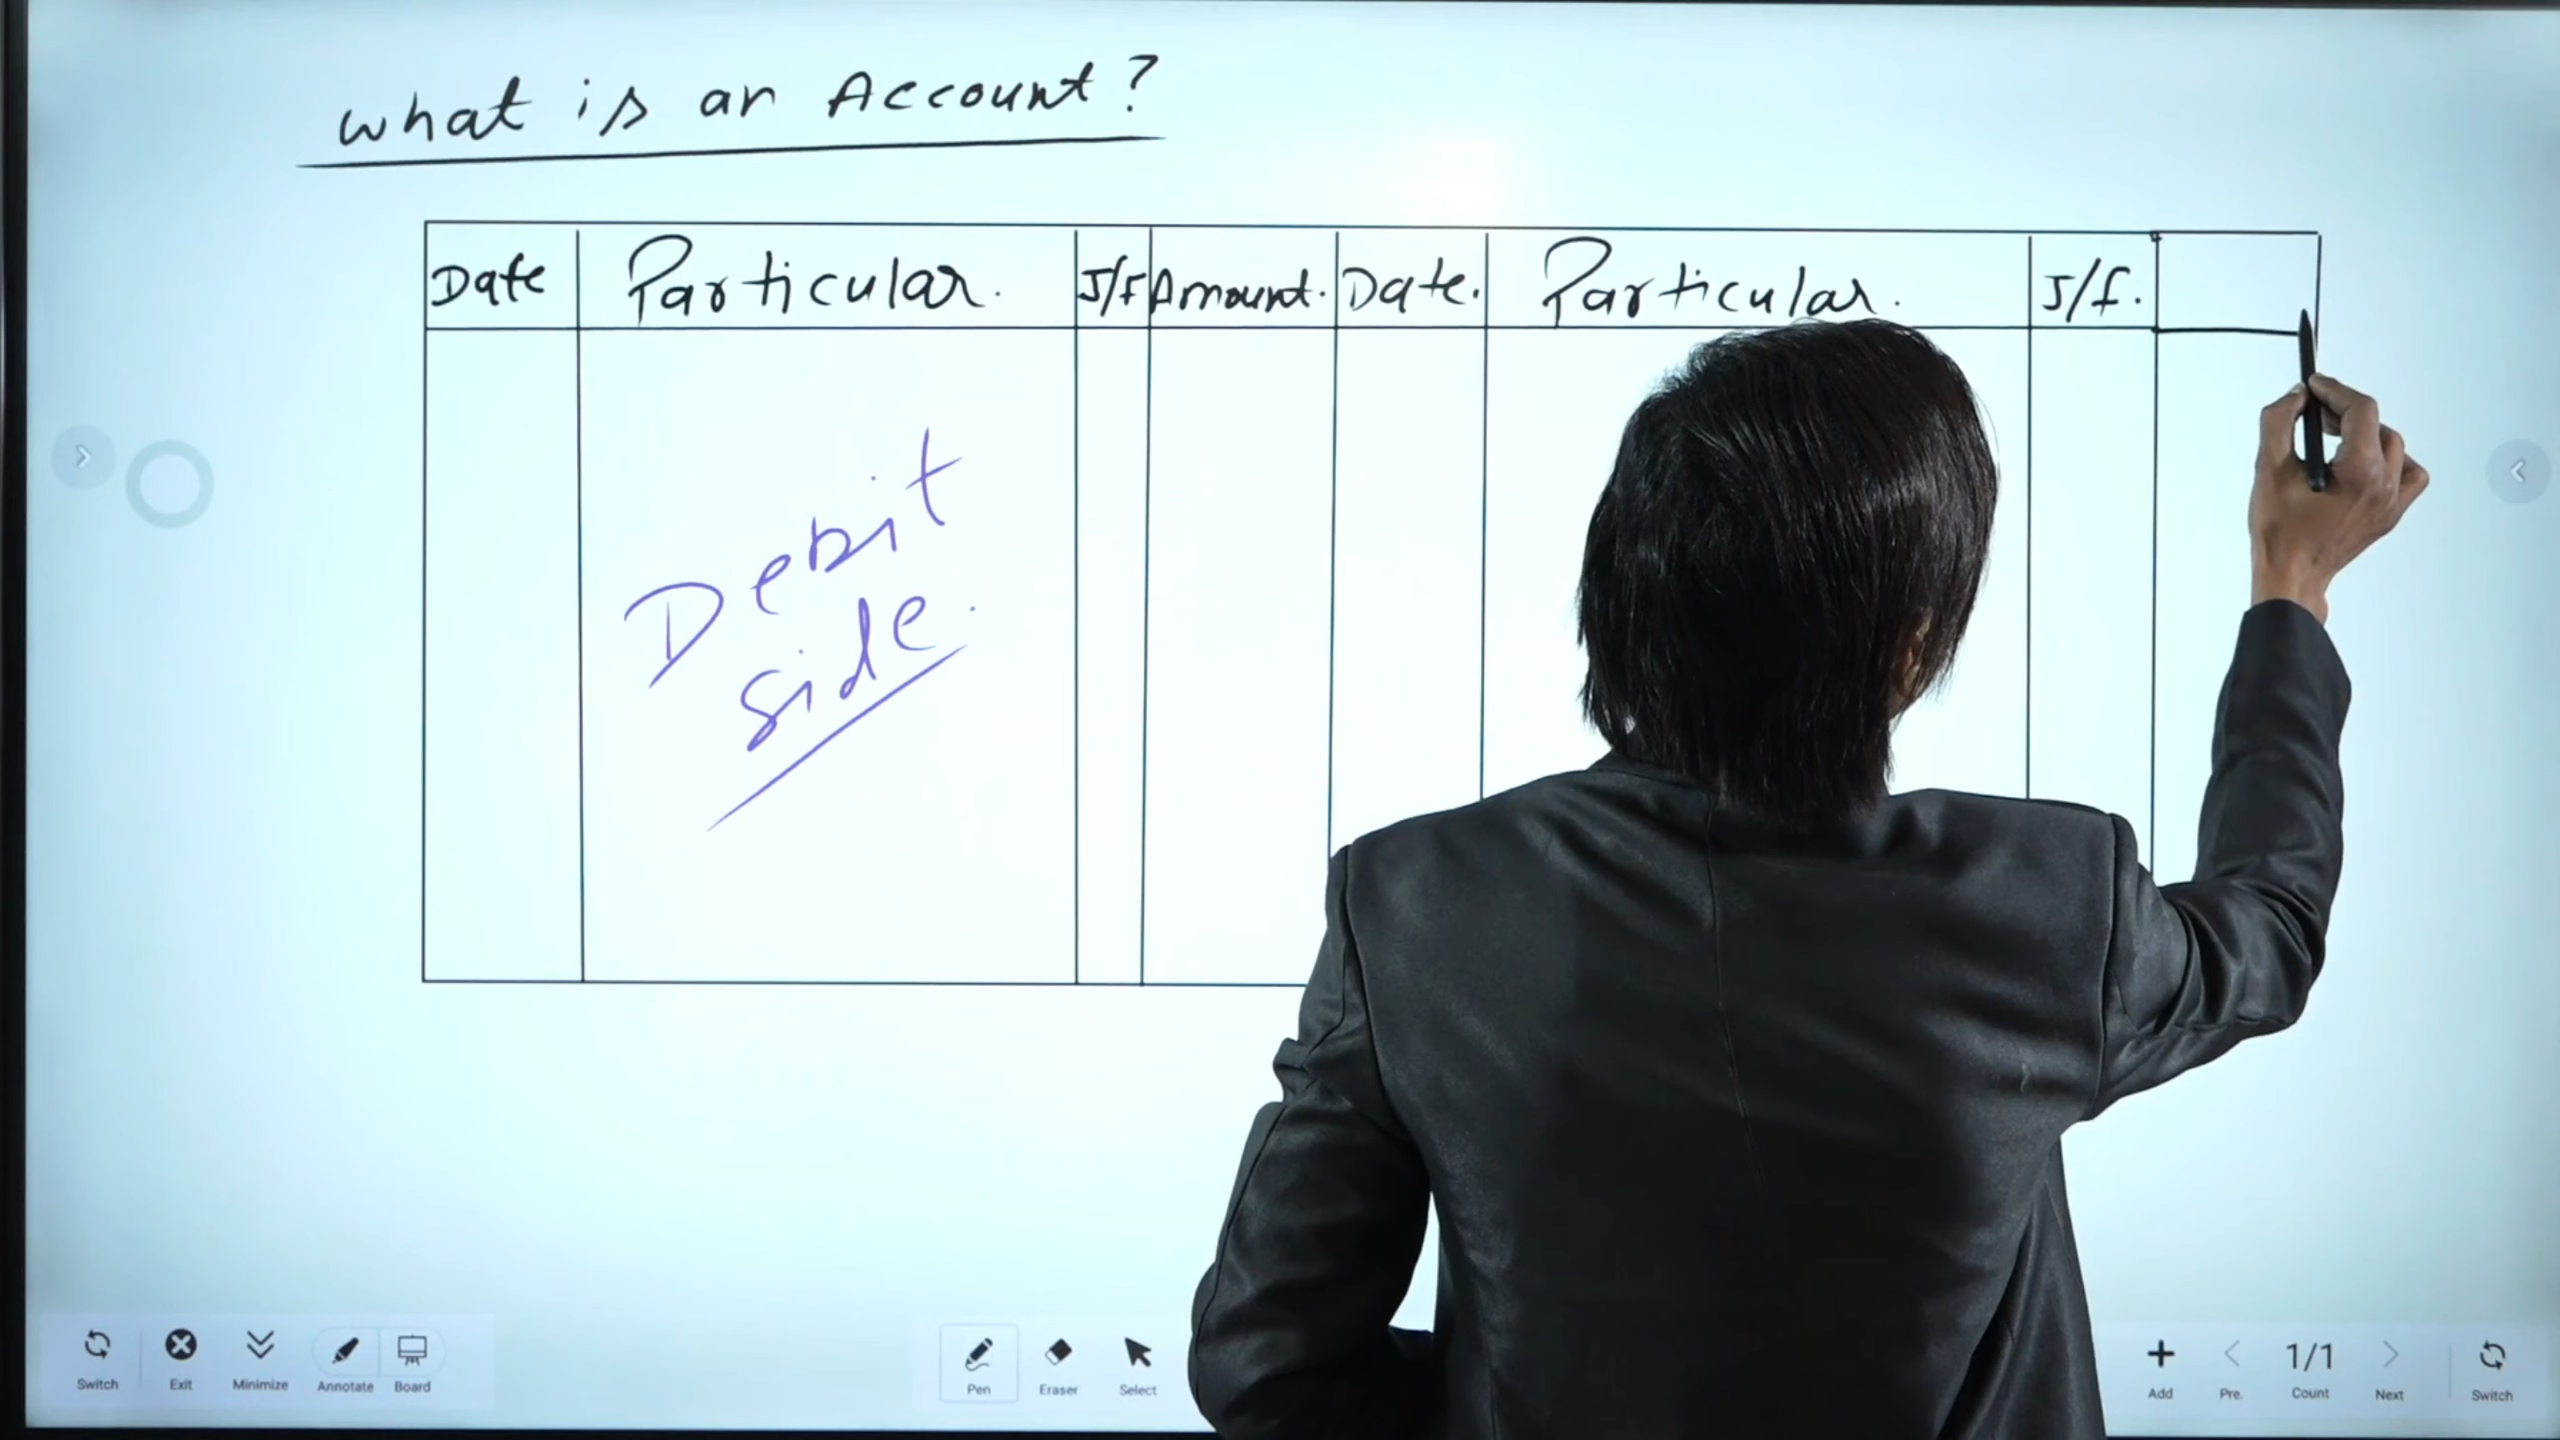 what is an Account?
Date Particular. J/F Amount. Date. Particular. J/f.
Debit
side.
Switch Exit Minimize Annotate Board Pen Eraser Select Add Pre. 1/1 Count Next Switch